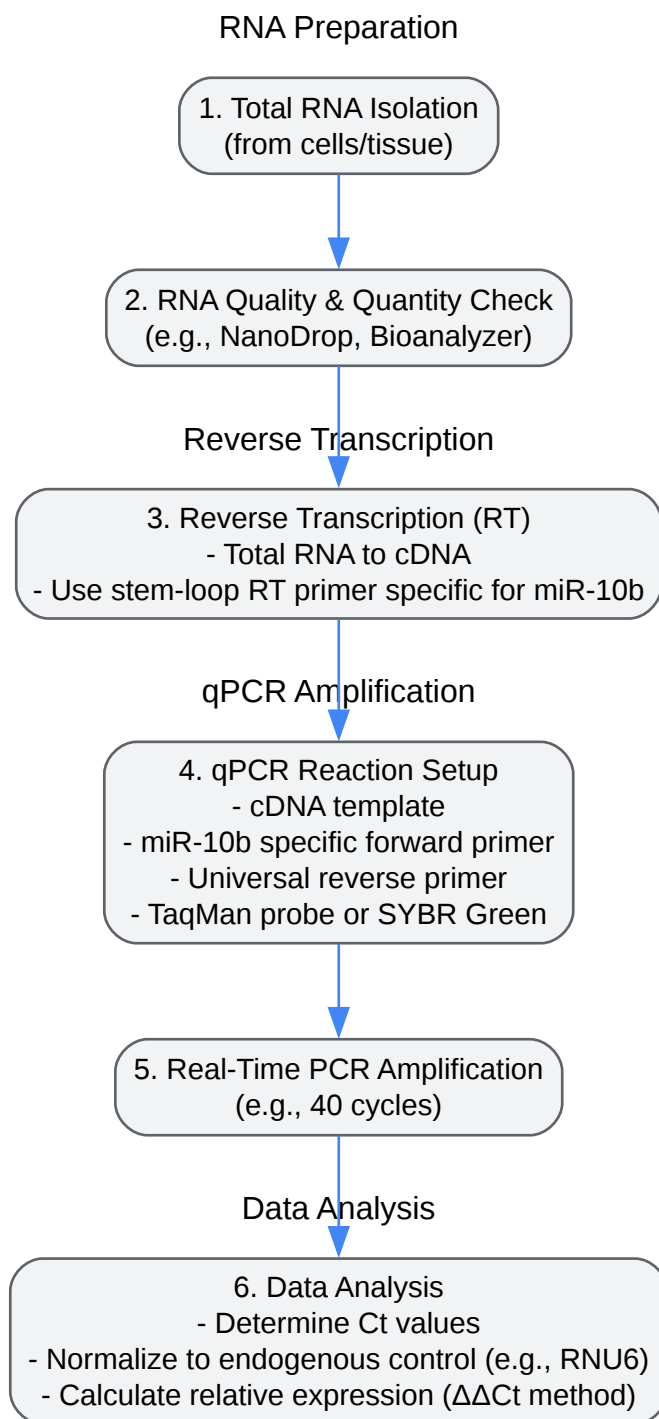 RNA Preparation
1. Total RNA Isolation
(from cells/tissue)
2. RNA Quality & Quantity Check
(e.g., NanoDrop, Bioanalyzer)
Reverse Transcription
3. Reverse Transcription (RT)
- Total RNA to cDNA
- Use stem-loop RT primer specific for miR-10b
qPCR Amplification
4. qPCR Reaction Setup
- cDNA template
- miR-10b specific forward primer
- Universal reverse primer
- TaqMan probe or SYBR Green
5. Real-Time PCR Amplification
(e.g., 40 cycles)
Data Analysis
6. Data Analysis
- Determine Ct values
- Normalize to endogenous control (e.g., RNU6)
- Calculate relative expression (ΔΔCt method)